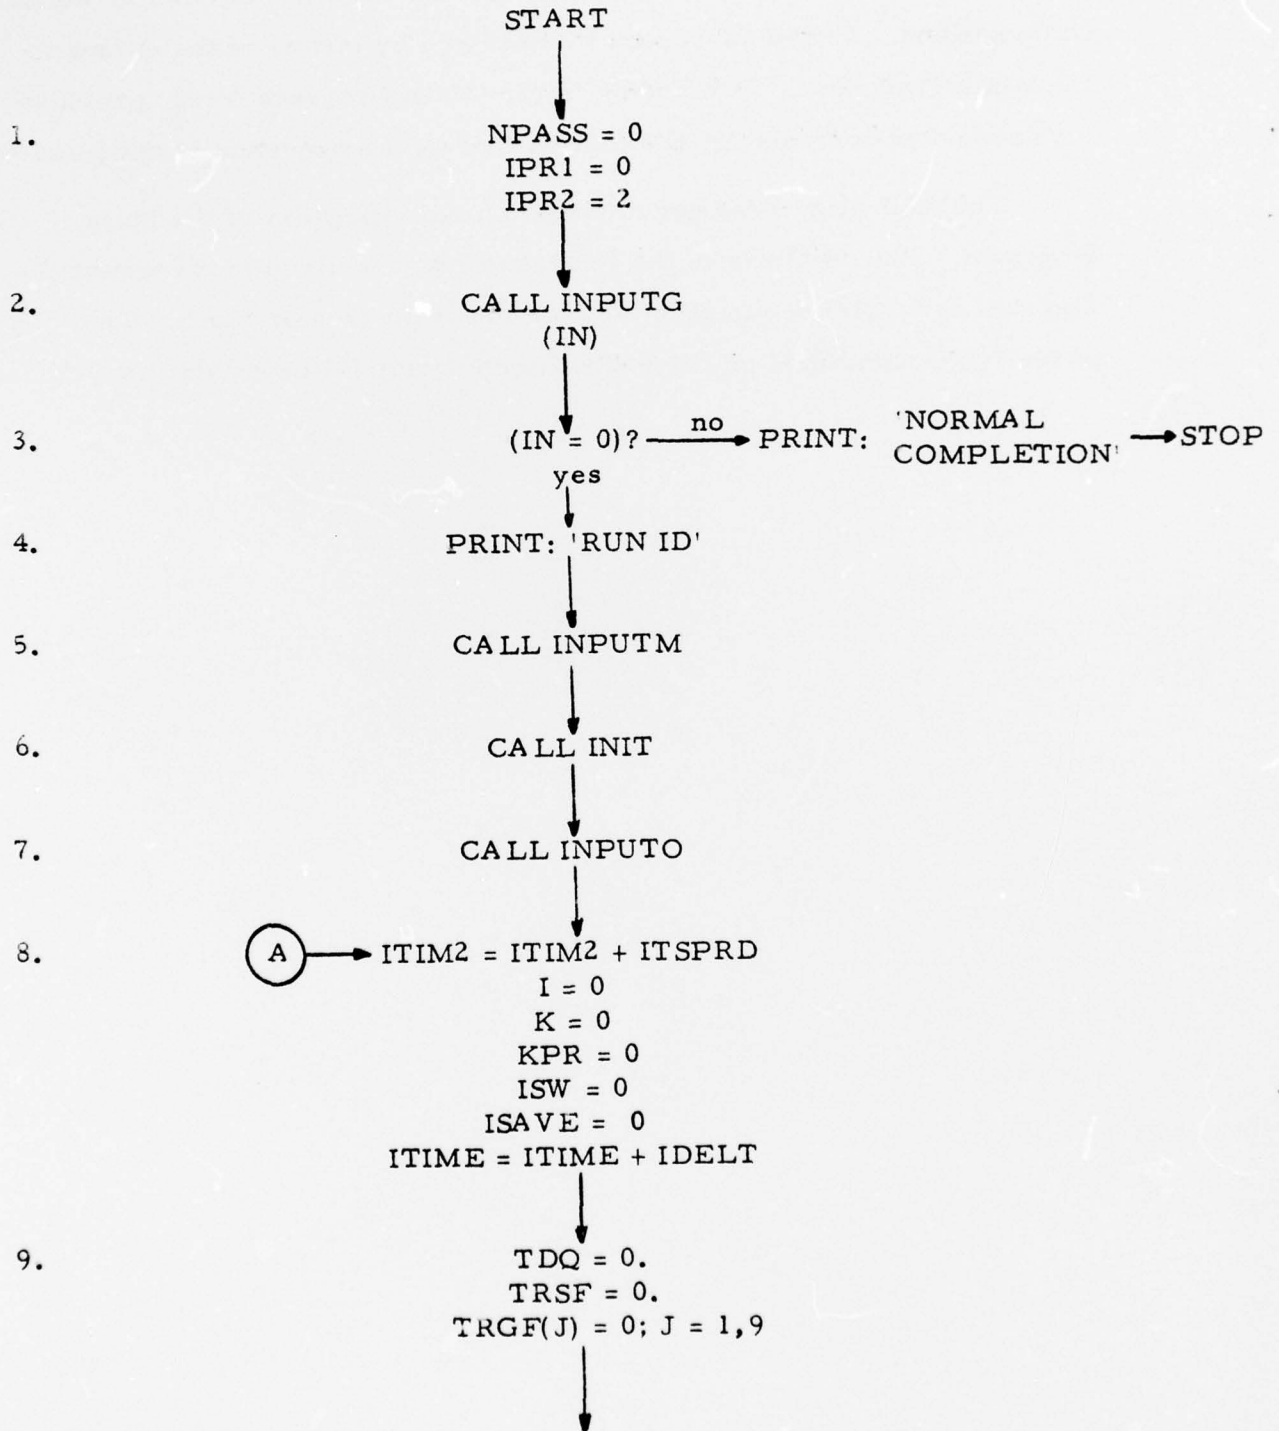 START
1. NPASS = 0
IPR1 = 0
IPR2 = 2
2. CALL INPUTG
(IN)
3. (IN = 0)? no PRINT: 'NORMAL COMPLETION' STOP
yes
4. PRINT: 'RUN ID'
5. CALL INPUTM
6. CALL INIT
7. CALL INPUTO
8. A ITIM2 = ITIM2 + ITSPRD
I = 0
K = 0
KPR = 0
ISW = 0
ISAVE = 0
ITIME = ITIME + IDELT
9. TDQ = 0.
TRSF = 0.
TRGF(J) = 0; J = 1,9